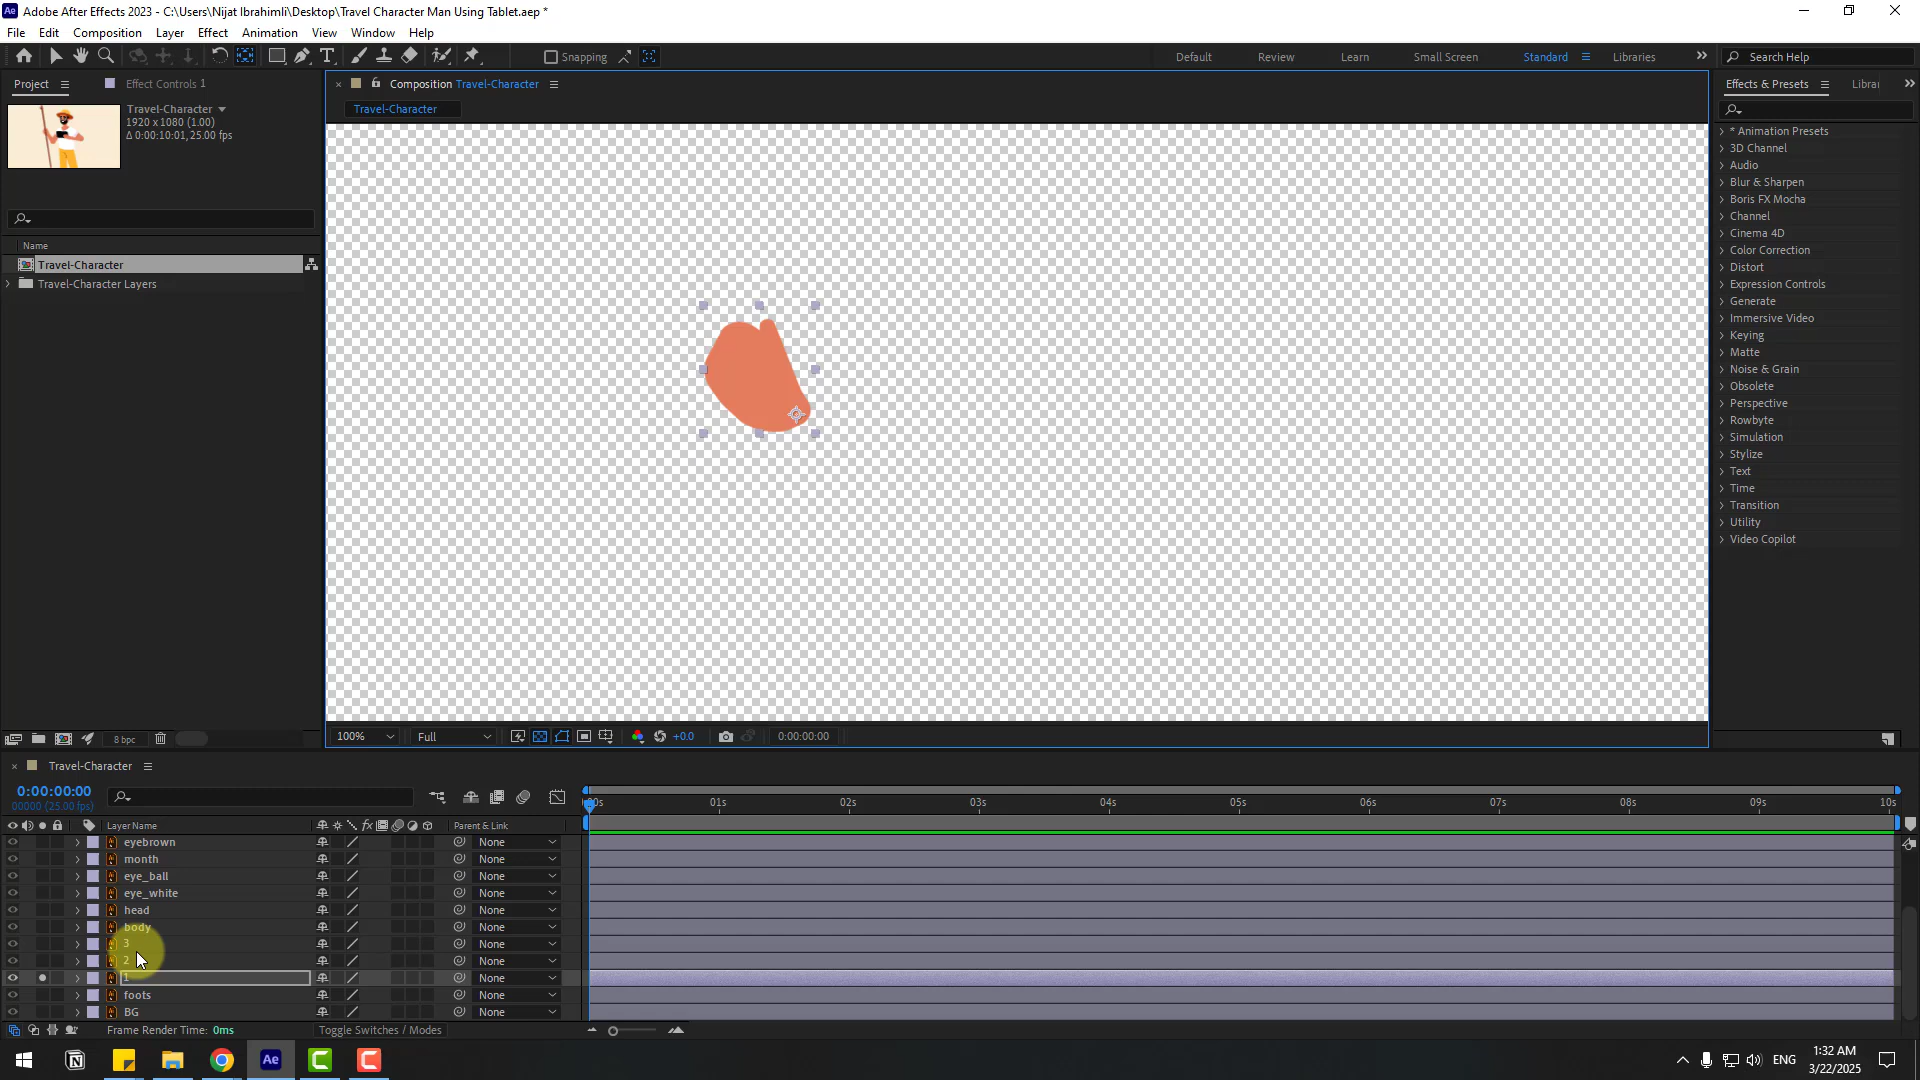 Ae Adobe After Effects 2023 - C:\Users\Nijat Ibrahimli\Desktop\Travel Character Man Using Tablet.aep *
File Edit Composition Layer Effect Animation View Window Help
Snapping Default Review Learn Small Screen Standard Libraries Search Help
Project Effect Controls 1
Composition Travel-Character
Effects & Presets Librar
Travel-Character
Travel-Character
1920 x 1080 (1.00)
Δ 0:00:10:01, 25.00 fps
Name
Travel-Character
Travel-Character Layers
* Animation Presets
3D Channel
Audio
Blur & Sharpen
Boris FX Mocha
Channel
Cinema 4D
Color Correction
Distort
Expression Controls
Generate
Immersive Video
Keying
Matte
Noise & Grain
Obsolete
Perspective
Rowbyte
Simulation
Stylize
Text
Time
Transition
Utility
Video Copilot
8 bpc
100% Full +0.0 0:00:00:00
Travel-Character
0:00:00:00
00000 (25.00 fps)
:00s 01s 02s 03s 04s 05s 06s 07s 08s 09s 10s
Layer Name fx Parent & Link
eyebrown None
month None
eye_ball None
eye_white None
head None
body None
3 None
2 None
1 None
foots None
BG None
Frame Render Time: 0ms Toggle Switches / Modes
Ae ENG 1:32 AM
3/22/2025